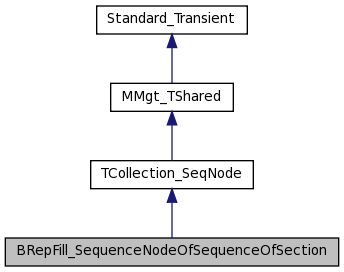 Standard_Transient
MMgt_TShared
TCollection_SeqNode
BRepFill_SequenceNodeOfSequenceOfSection